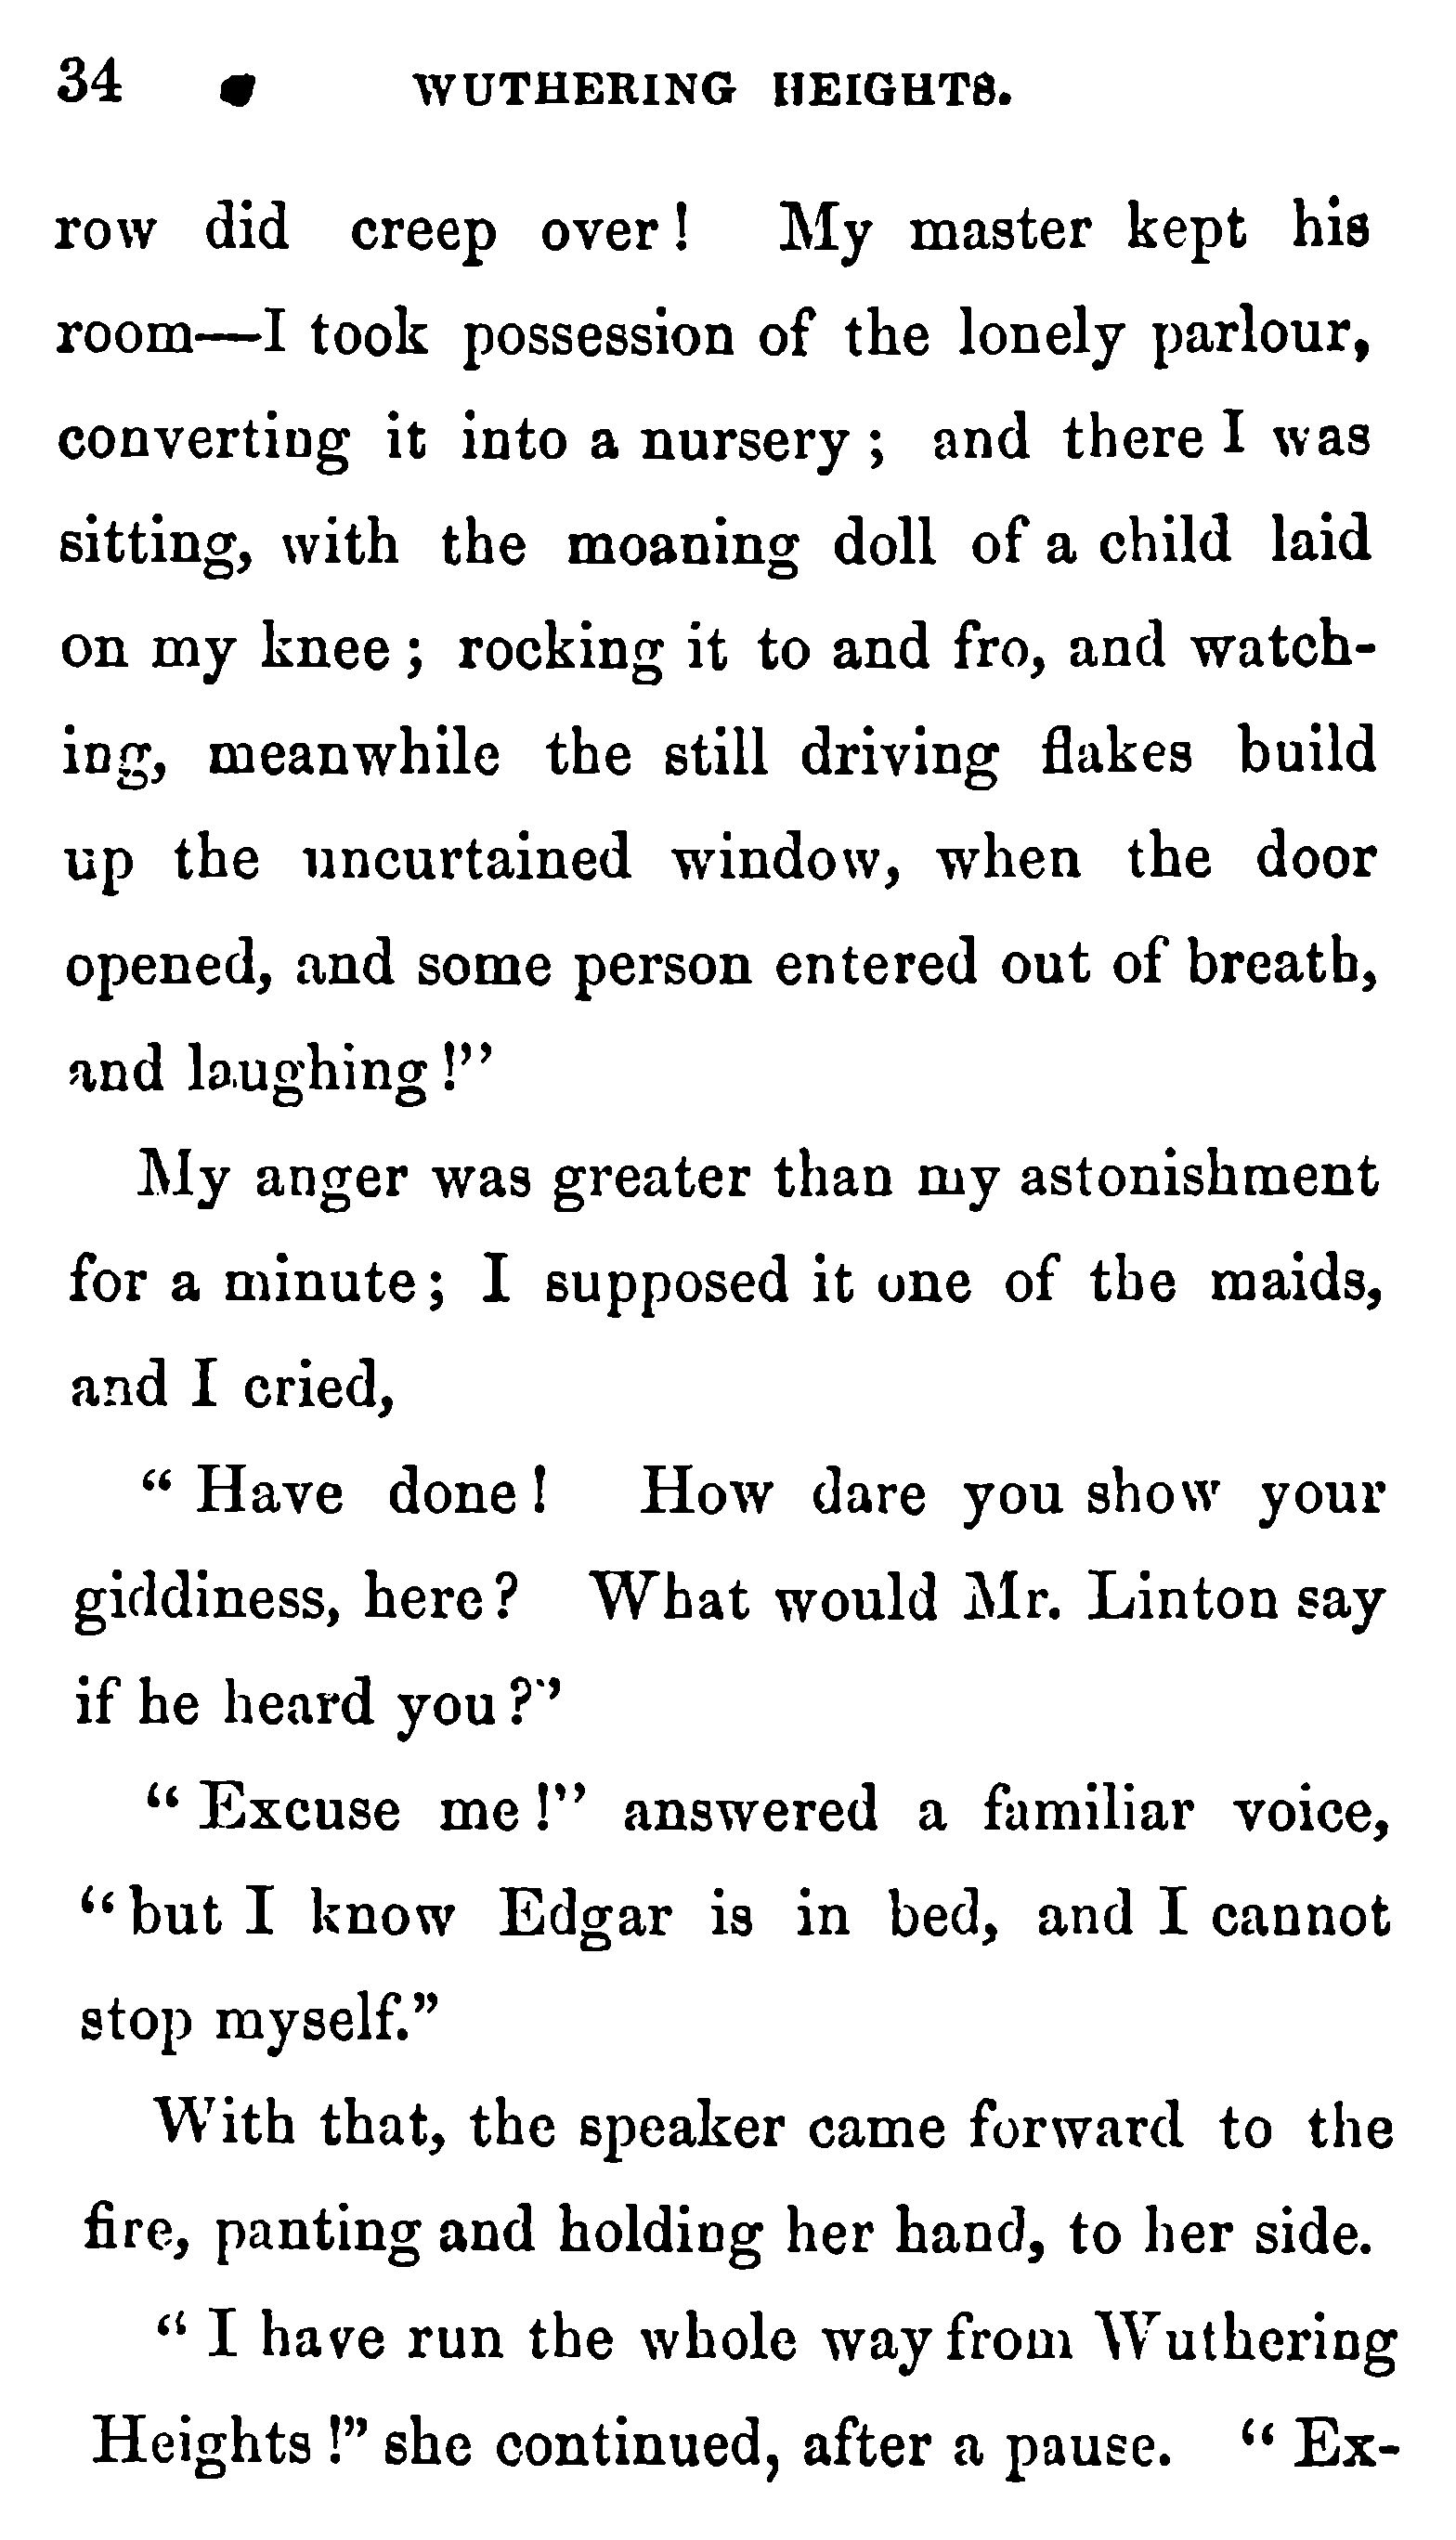 34 WUTHERING HEIGHTS.
row did creep over! My master kept his
room—I took possession of the lonely parlour,
converting it into a nursery; and there I was
sitting, with the moaning doll of a child laid
on my knee; rocking it to and fro, and watch-
ing, meanwhile the still driving flakes build
up the uncurtained window, when the door
opened, and some person entered out of breath,
and laughing!”
My anger was greater than my astonishment
for a minute; I supposed it one of the maids,
and I cried,
“Have done! How dare you show your
giddiness, here? What would Mr. Linton say
if he heard you?”
“Excuse me!” answered a familiar voice,
“but I know Edgar is in bed, and I cannot
stop myself.”
With that, the speaker came forward to the
fire, panting and holding her hand, to her side.
“I have run the whole way from Wuthering
Heights!” she continued, after a pause. “Ex-